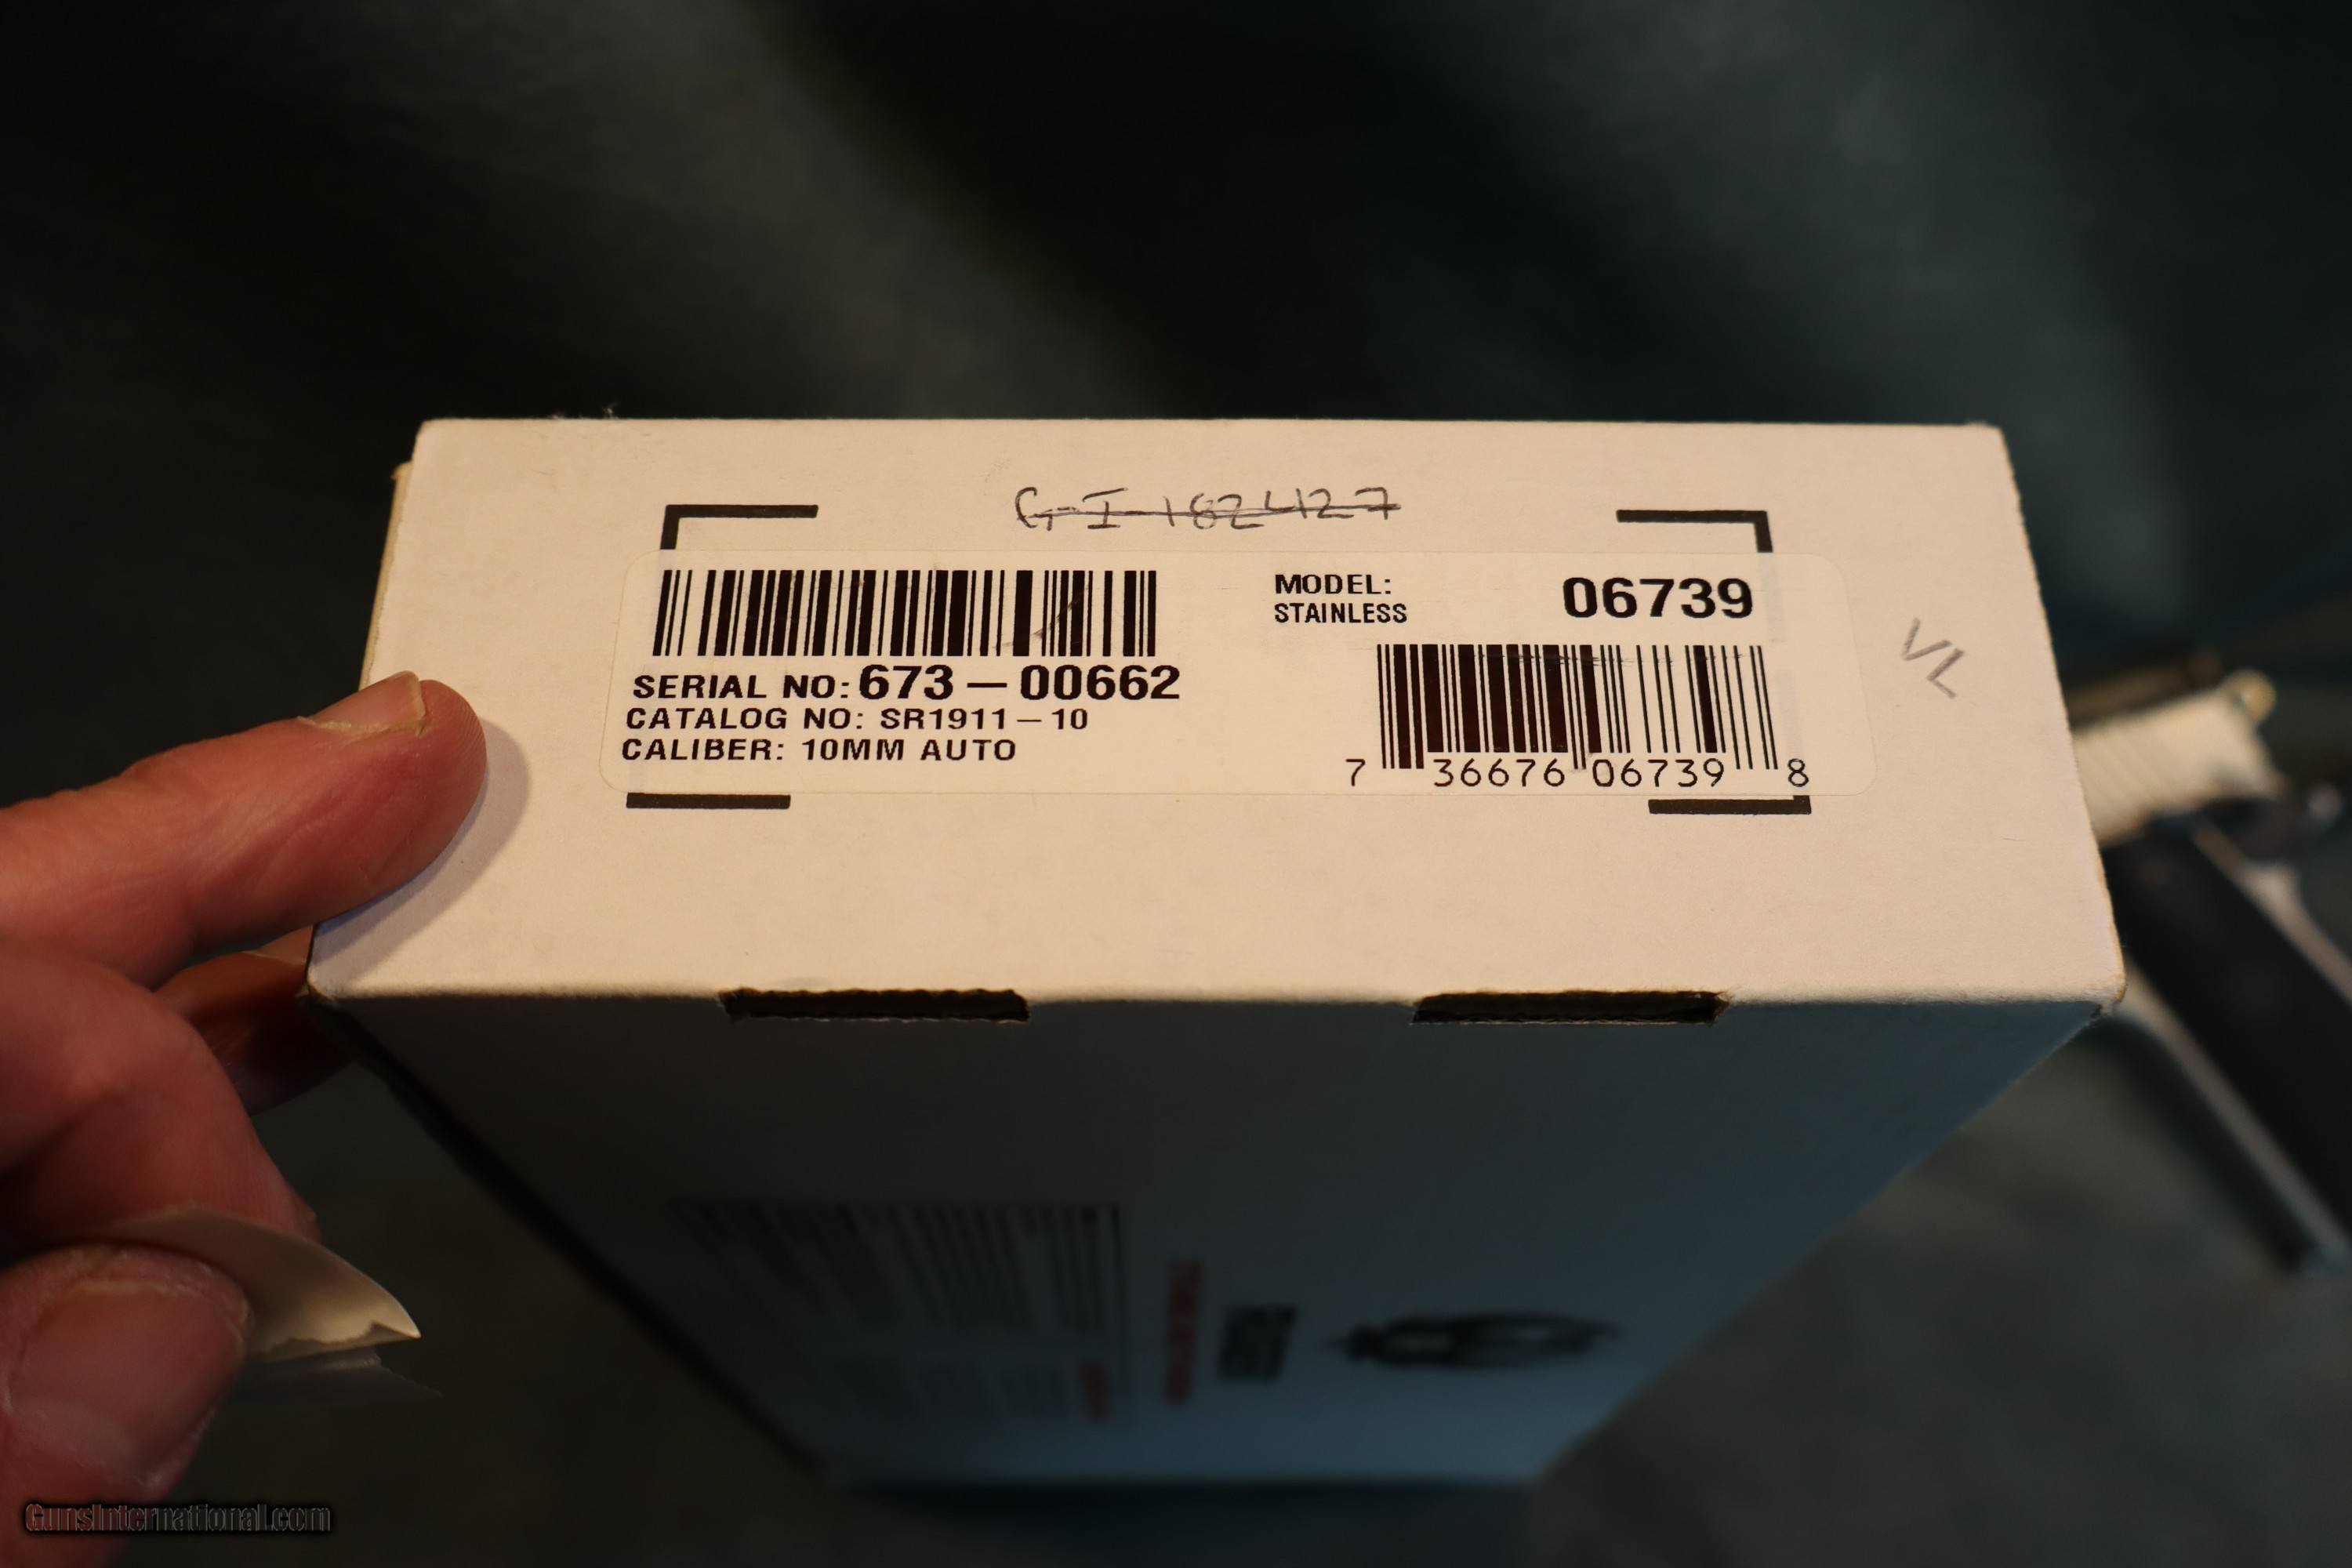 G-I-182427
MODEL: 06739
STAINLESS
SERIAL NO: 673-00662
CATALOG NO: SR1911-10
CALIBER: 10MM AUTO
7 36676 06739 8
VL
GunsInternational.com